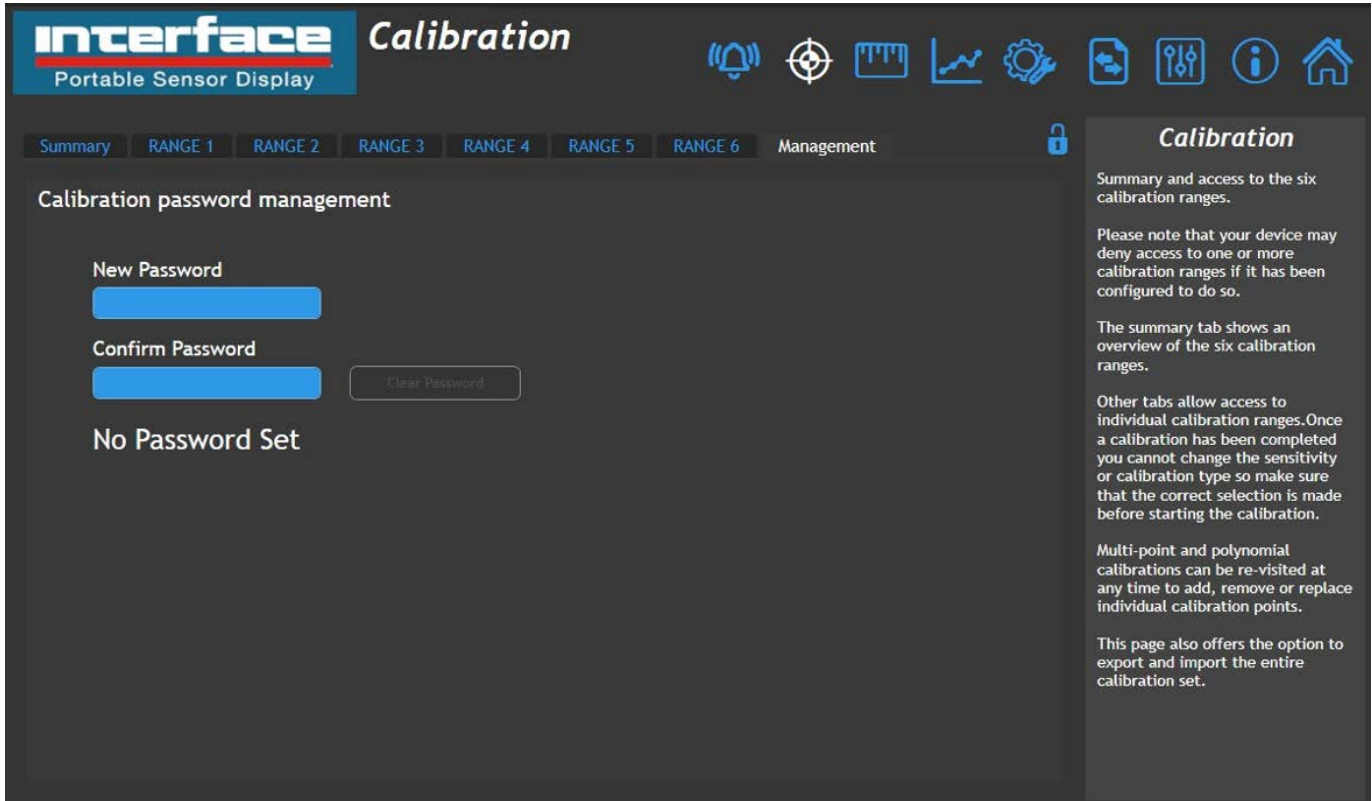 interface
Portable Sensor Display
Calibration
Summary RANGE 1 RANGE 2 RANGE 3 RANGE 4 RANGE 5 RANGE 6 Management
Calibration password management
New Password
Confirm Password
Clear Password
No Password Set
Calibration
Summary and access to the six
calibration ranges.
Please note that your device may
deny access to one or more
calibration ranges if it has been
configured to do so.
The summary tab shows an
overview of the six calibration
ranges.
Other tabs allow access to
individual calibration ranges.Once
a calibration has been completed
you cannot change the sensitivity
or calibration type so make sure
that the correct selection is made
before starting the calibration.
Multi-point and polynomial
calibrations can be re-visited at
any time to add, remove or replace
individual calibration points.
This page also offers the option to
export and import the entire
calibration set.